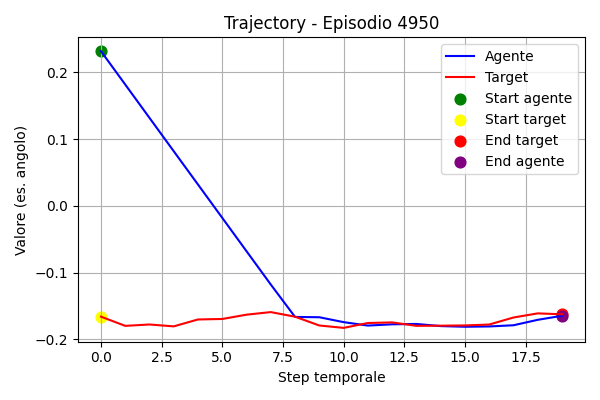 Trajectory - Episodio 4950
Agente
Target
Start agente
Start target
End target
End agente
Valore (es. angolo)
0.2
0.1
0.0
−0.1
−0.2
0.0
2.5
5.0
7.5
10.0
12.5
15.0
17.5
Step temporale